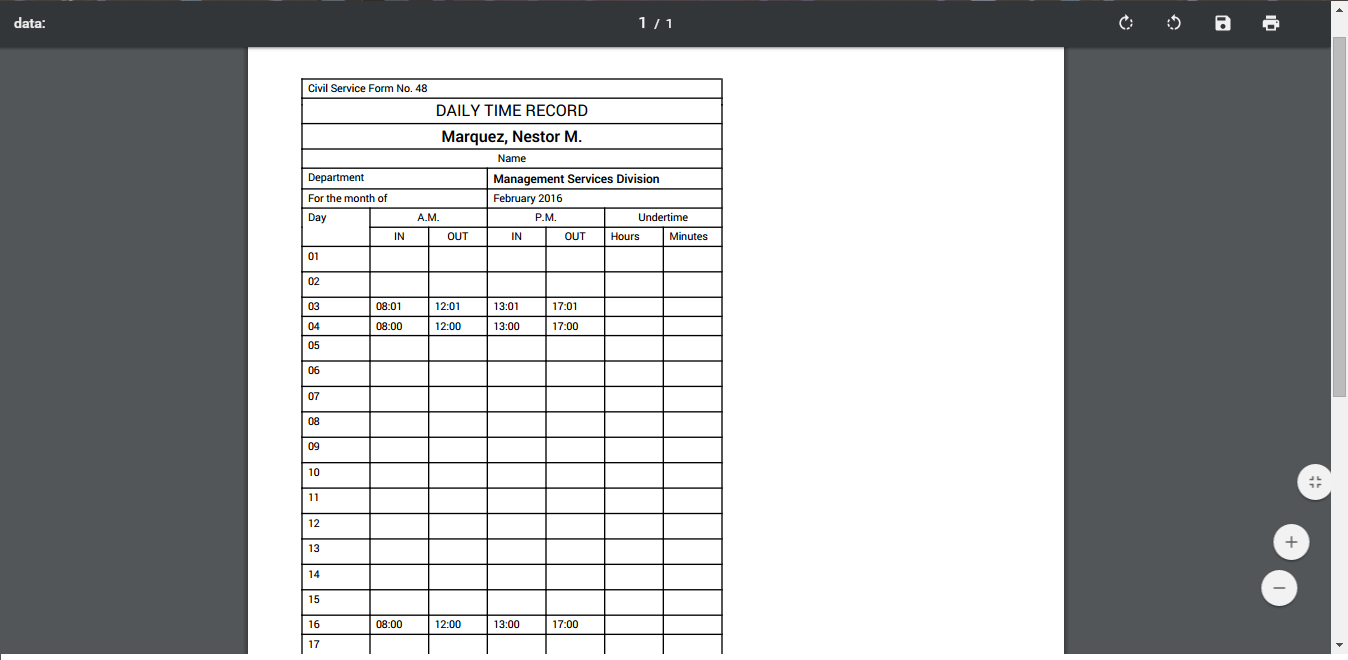 data:
1 / 1
Civil Service Form No. 48
DAILY TIME RECORD
Marquez, Nestor M.
Name
Department Management Services Division
For the month of February 2016
Day A.M. P.M. Undertime
IN OUT IN OUT Hours Minutes
01
02
03 08:01 12:01 13:01 17:01
04 08:00 12:00 13:00 17:00
05
06
07
08
09
10
11
12
13
14
15
16 08:00 12:00 13:00 17:00
17